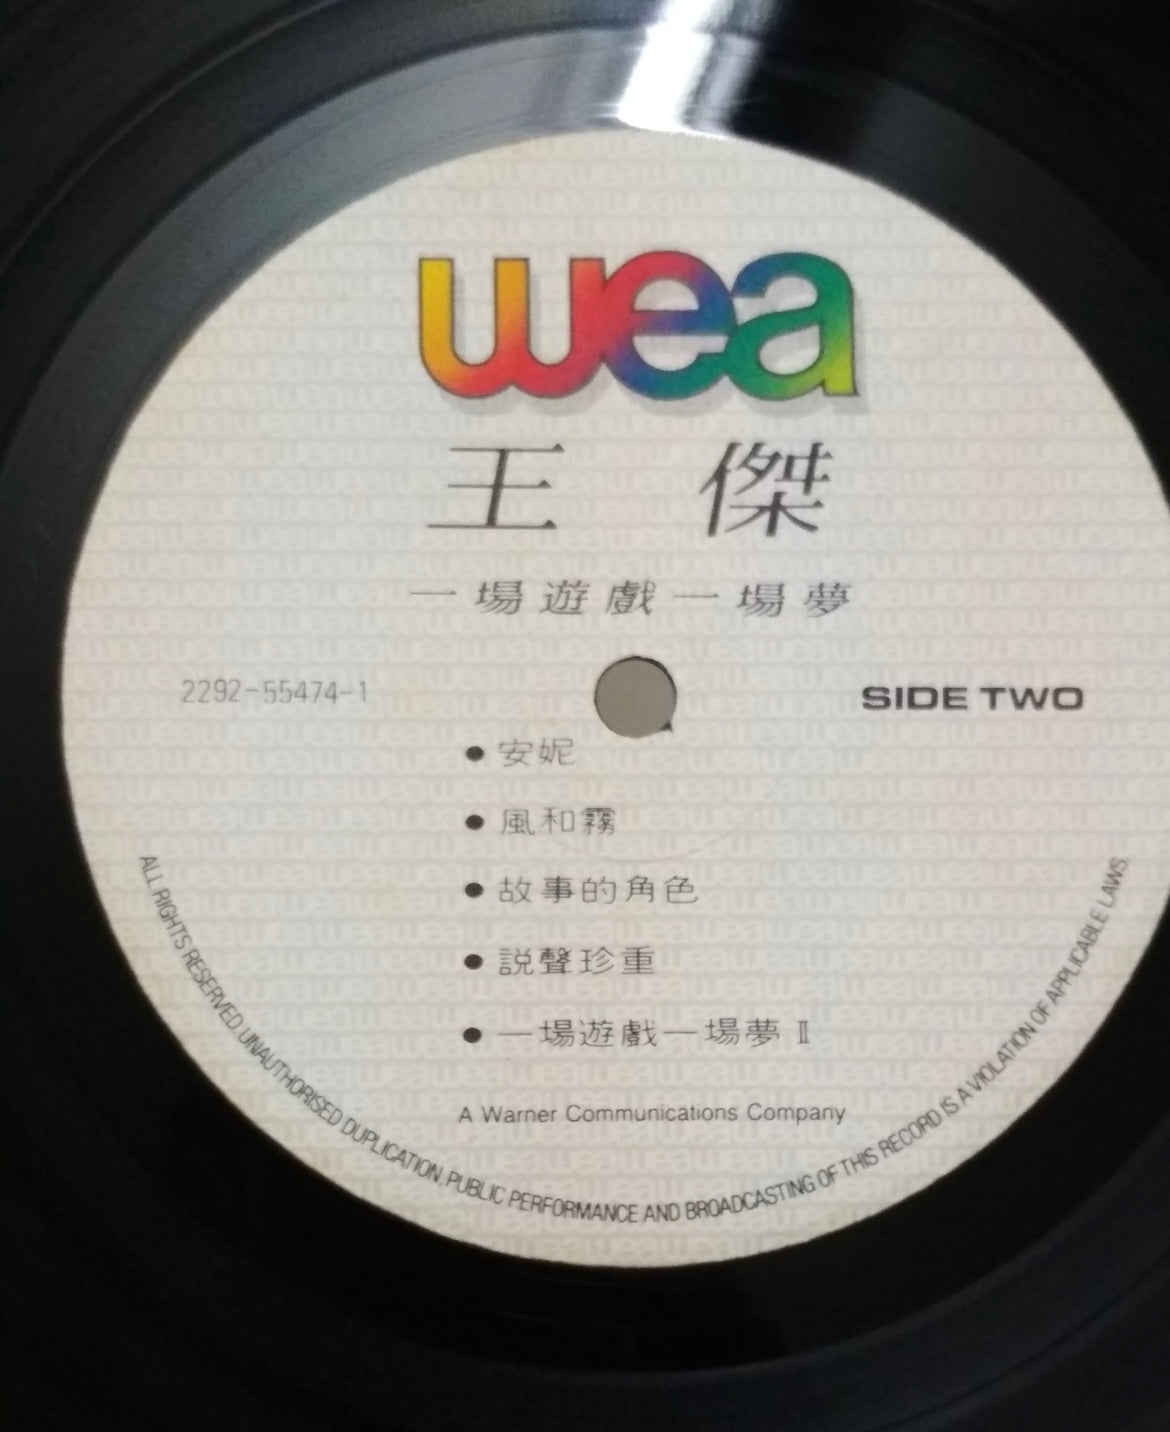 wea
王 傑
一場遊戲一場夢
2292-55474-1
SIDE TWO
● 安妮
● 風和霧
● 故事的角色
● 説聲珍重
● 一場遊戲一場夢 Ⅱ
A Warner Communications Company
ALL RIGHTS RESERVED. UNAUTHORISED DUPLICATION. PUBLIC PERFORMANCE AND BROADCASTING OF THIS RECORD IS A VIOLATION OF APPLICABLE LAWS.